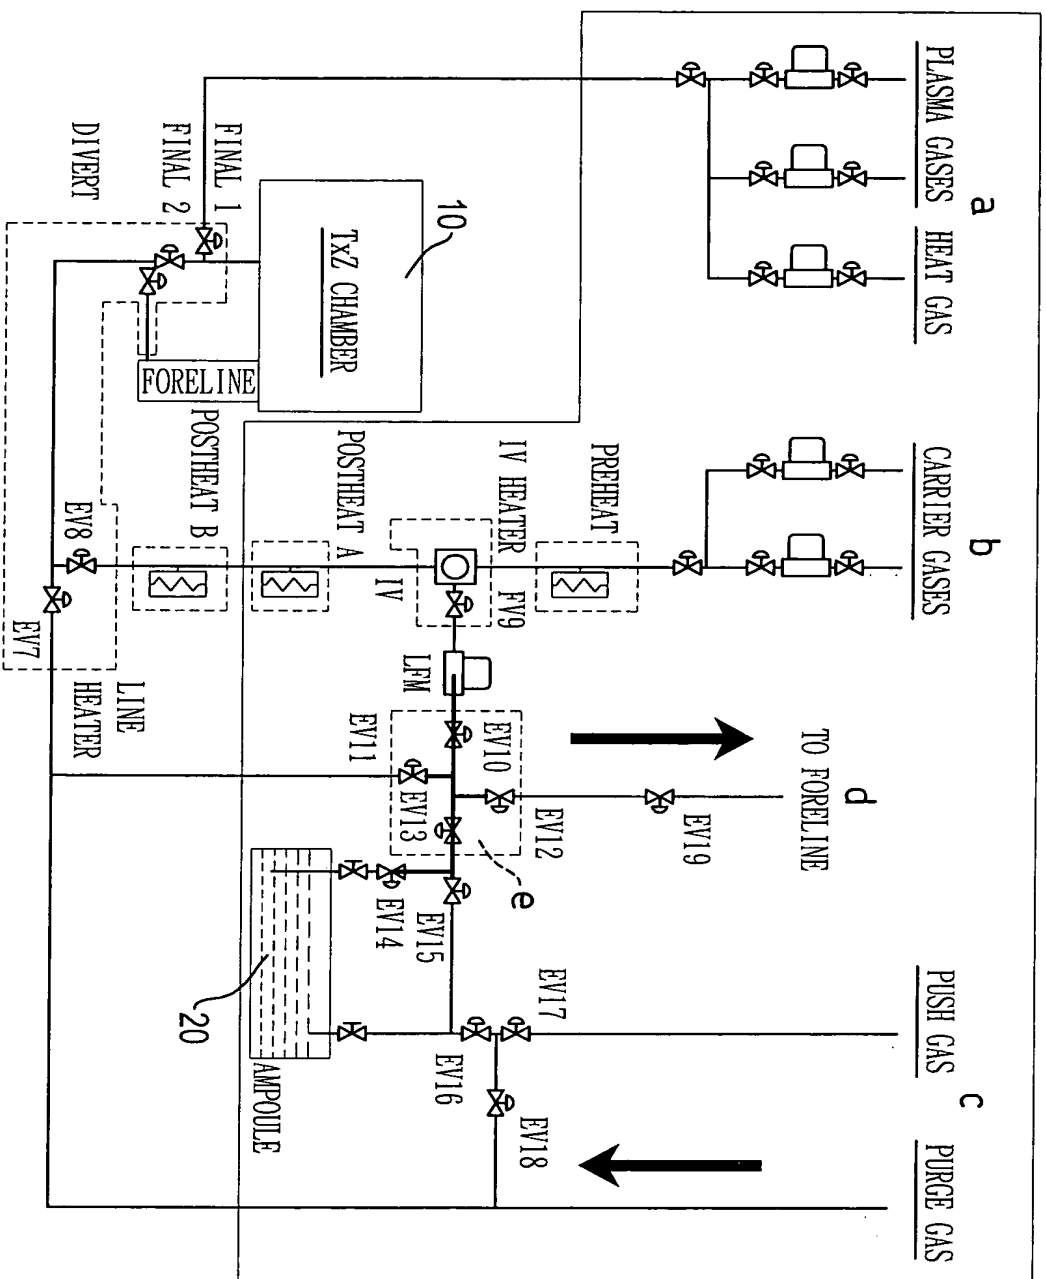 a
b
c
PLASMA GASES
HEAT GAS
CARRIER GASES
PUSH GAS
PURGE GAS
d
TO FORELINE
EV19
10
PREHEAT
EV17
EV12
EV18
e
IV HEATER
EV9
EV10
EV16
TxZ CHAMBER
LFM
EV13
EV15
IV
EV14
POSTHEAT A
EV11
AMPOULE
FINAL 1
FORELINE
POSTHEAT B
20
FINAL 2
LINE
HEATER
DIVERT
EV8
EV7